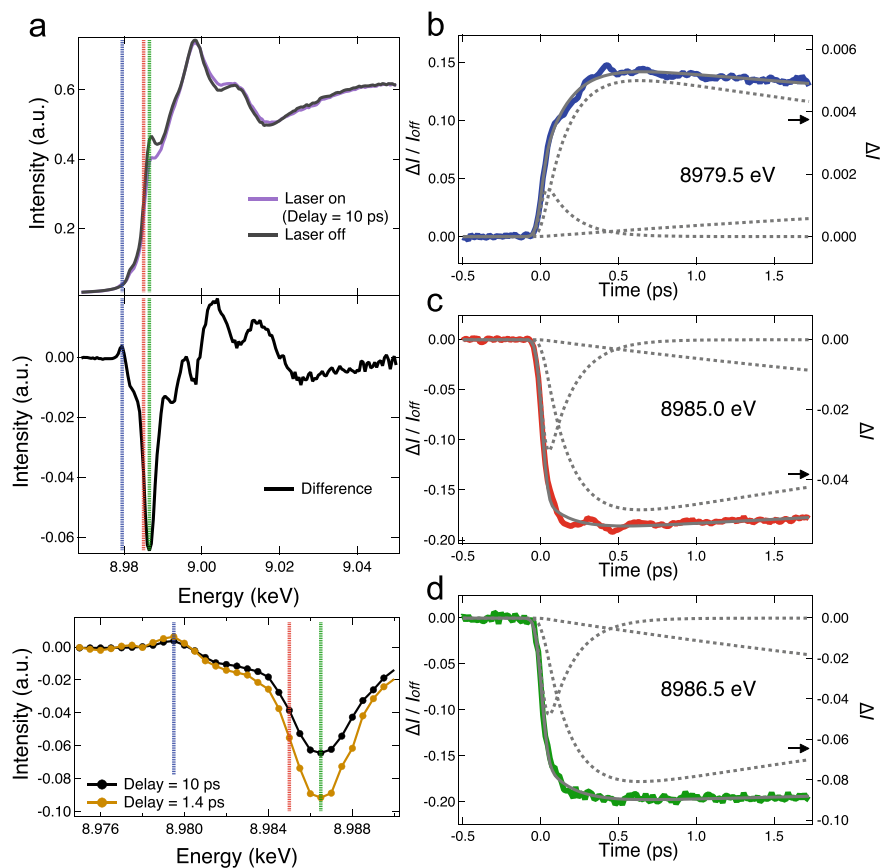 a
Intensity (a.u.)
0.6
0.4
0.2
Laser on
(Delay = 10 ps)
Laser off
Intensity (a.u.)
0.00
-0.02
-0.04
-0.06
Difference
8.98
9.00
9.02
9.04
Energy (keV)
Intensity (a.u.)
0.00
-0.02
-0.04
-0.06
-0.08
-0.10
Delay = 10 ps
Delay = 1.4 ps
8.976
8.980
8.984
8.988
Energy (keV)
b
ΔI / Ioff
0.15
0.10
0.05
0.00
8979.5 eV
0.006
0.004
0.002
0.000
ΔI
-0.5
0.0
0.5
1.0
1.5
Time (ps)
c
ΔI / Ioff
0.00
-0.05
-0.10
-0.15
-0.20
8985.0 eV
0.00
-0.02
-0.04
ΔI
-0.5
0.0
0.5
1.0
1.5
Time (ps)
d
ΔI / Ioff
0.00
-0.05
-0.10
-0.15
-0.20
8986.5 eV
0.00
-0.02
-0.04
-0.06
-0.08
-0.10
ΔI
-0.5
0.0
0.5
1.0
1.5
Time (ps)